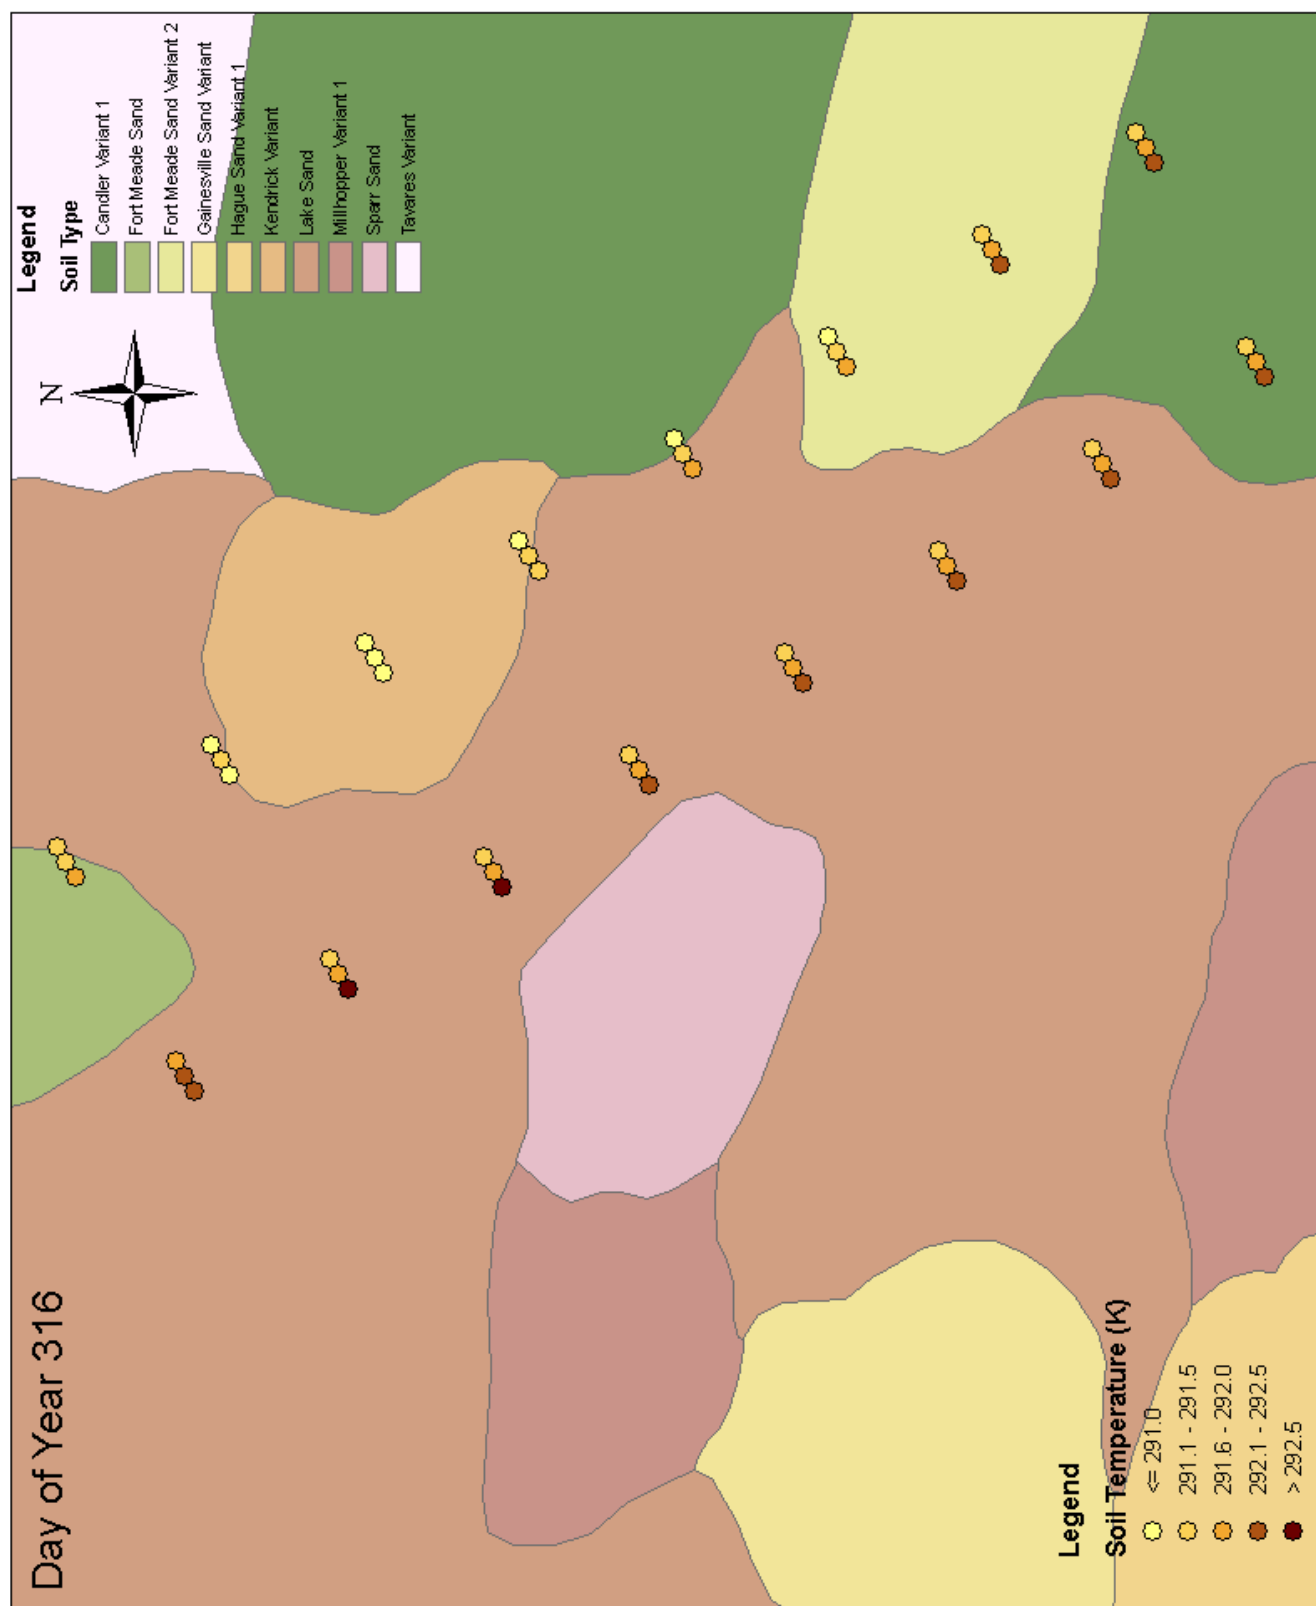 Day of Year 316
N
Legend
Soil Type
Candler Variant 1
Fort Meade Sand
Fort Meade Sand Variant 2
Gainesville Sand Variant
Hague Sand Variant 1
Kendrick Variant
Lake Sand
Millhopper Variant 1
Sparr Sand
Tavares Variant
Legend
Soil Temperature (K)
<= 291.0
291.1 - 291.5
291.6 - 292.0
292.1 - 292.5
> 292.5